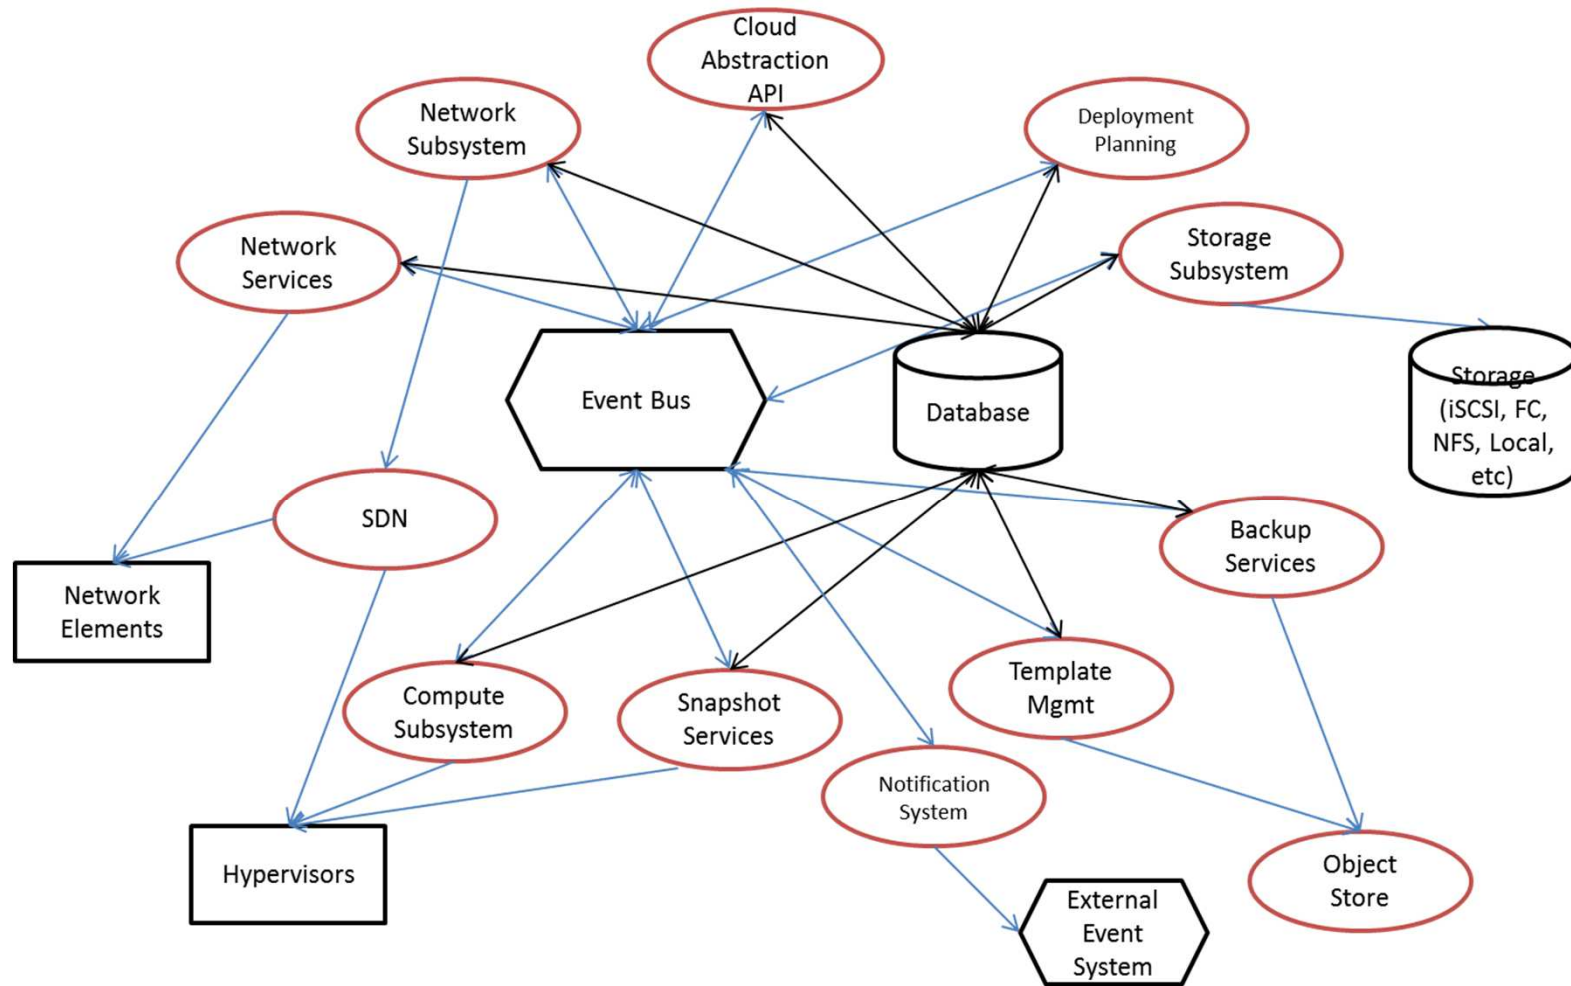 Cloud
Abstraction
API
Network
Subsystem
Deployment
Planning
Network
Services
Storage
Subsystem
Event Bus
Database
Storage
(iSCSI, FC,
NFS, Local,
etc)
SDN
Backup
Services
Network
Elements
Compute
Subsystem
Snapshot
Services
Template
Mgmt
Notification
System
Hypervisors
Object
Store
External
Event
System